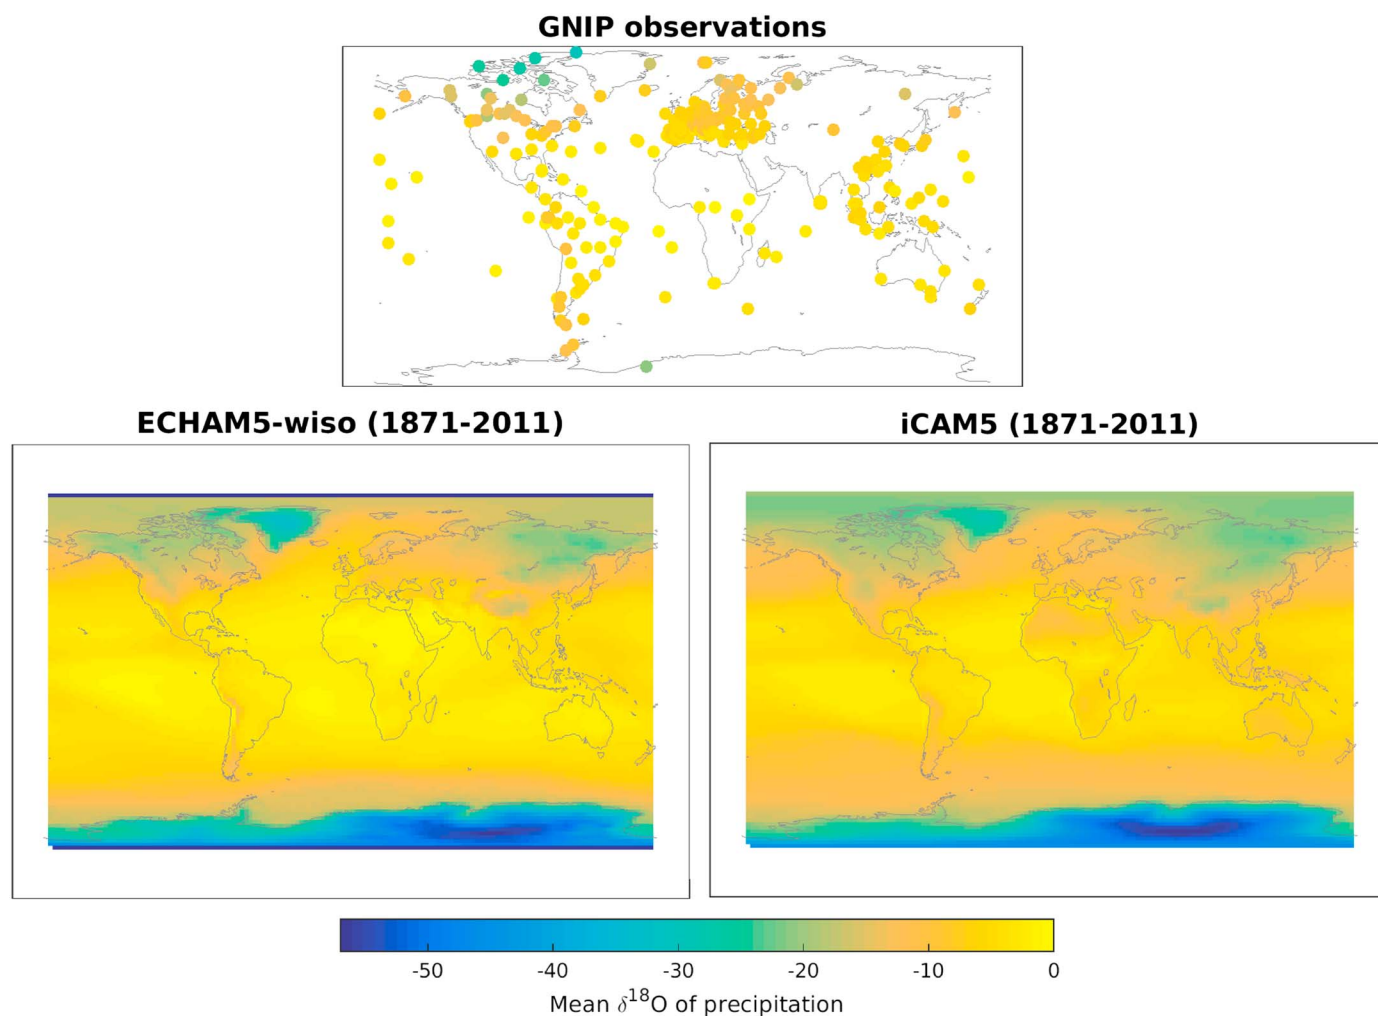 GNIP observations
ECHAM5-wiso (1871-2011)
iCAM5 (1871-2011)
-50 -40 -30 -20 -10 0
Mean δ¹⁸O of precipitation